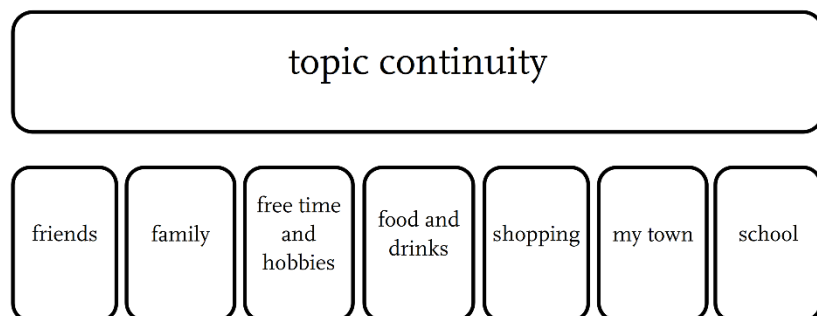 topic continuity
friends
family
free time
and
hobbies
food and
drinks
shopping
my town
school